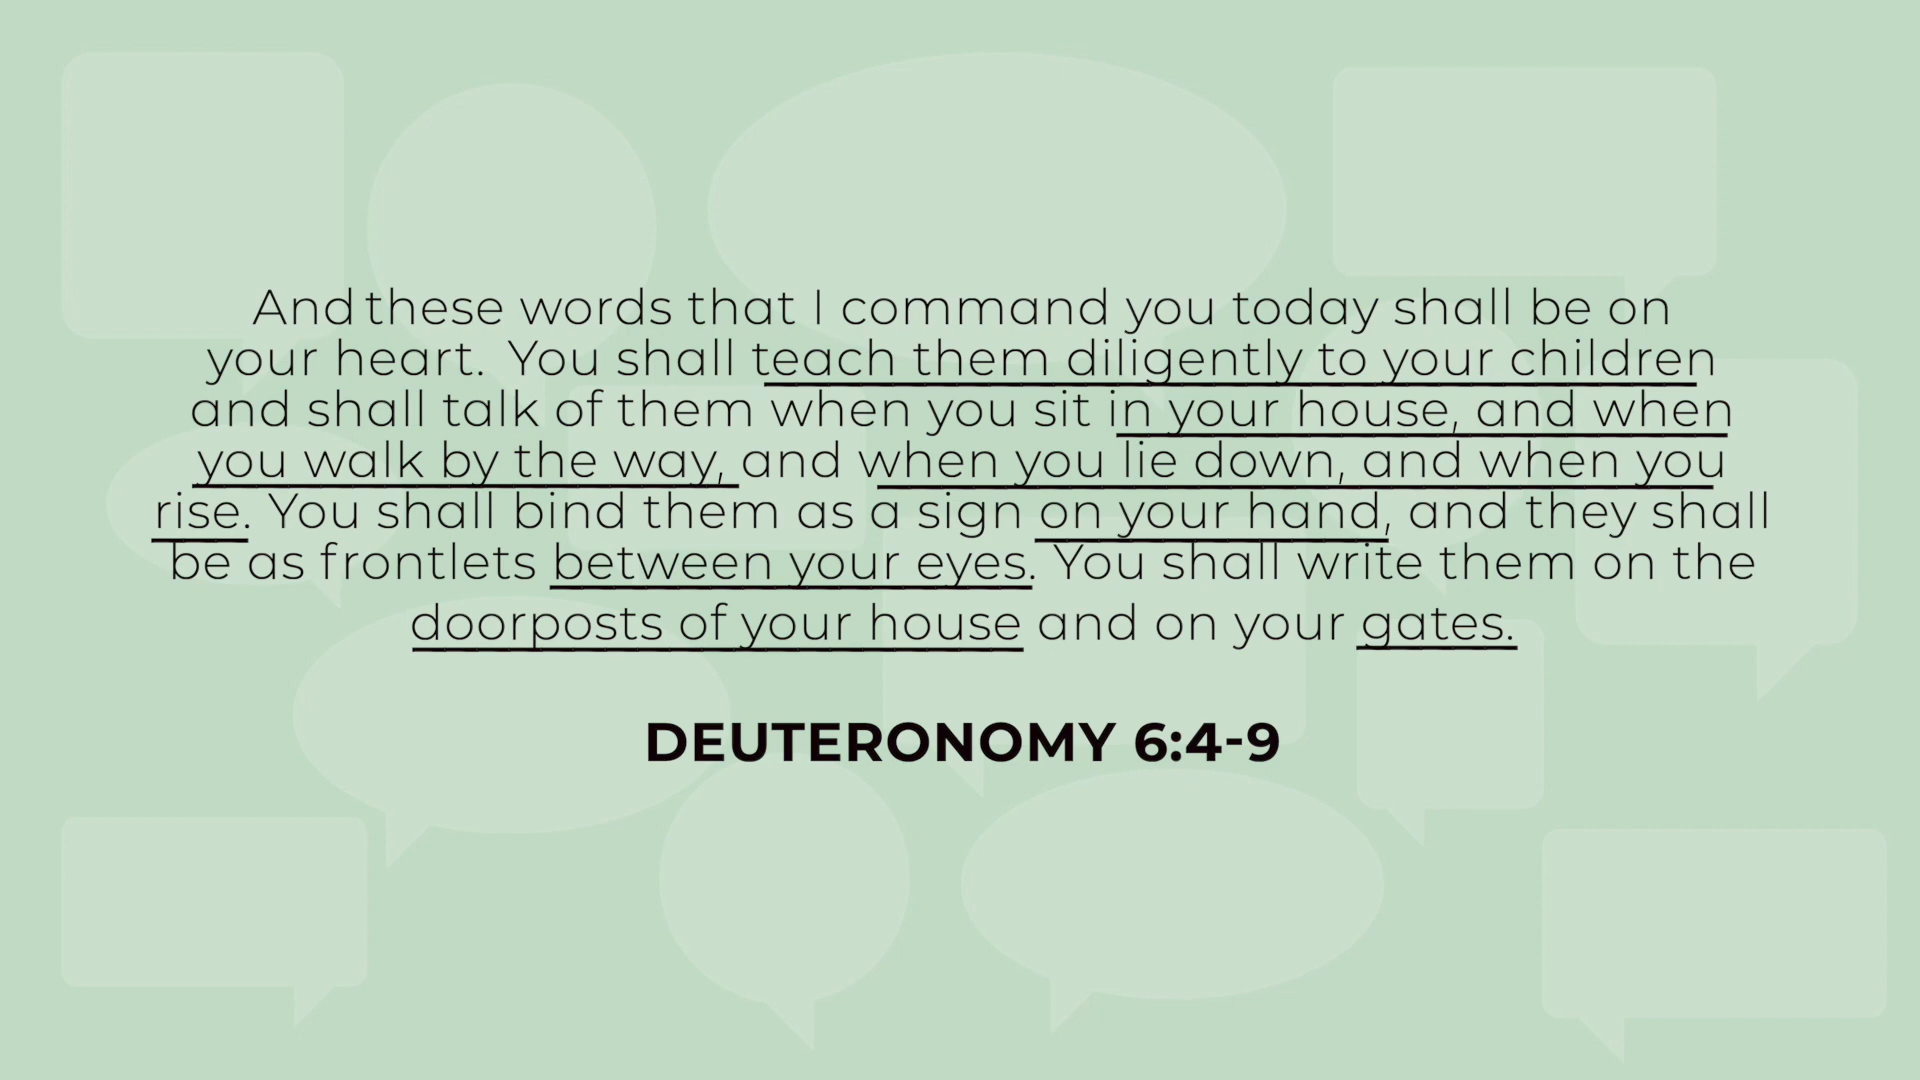 And these words that I command you today shall be on
your heart. You shall teach them diligently to your children
and shall talk of them when you sit in your house, and when
you walk by the way, and when you lie down, and when you
rise. You shall bind them as a sign on your hand, and they shall
be as frontlets between your eyes. You shall write them on the
doorposts of your house and on your gates.
DEUTERONOMY 6:4-9